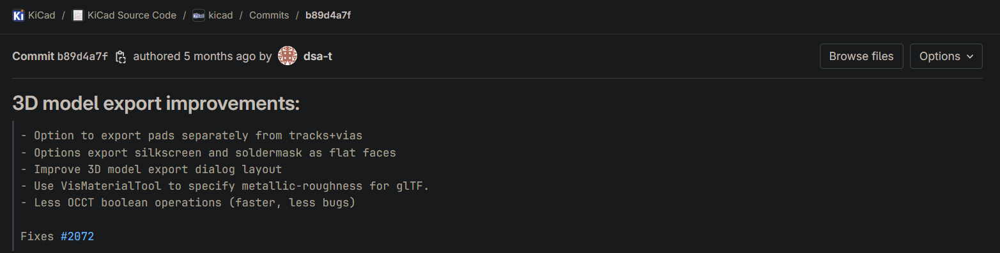 KiCad / KiCad Source Code / kicad / Commits / b89d4a7f
Commit b89d4a7f authored 5 months ago by dsa-t Browse files Options
3D model export improvements:
- Option to export pads separately from tracks+vias
- Options export silkscreen and soldermask as flat faces
- Improve 3D model export dialog layout
- Use VisMaterialTool to specify metallic-roughness for glTF.
- Less OCCT boolean operations (faster, less bugs)
Fixes #2072